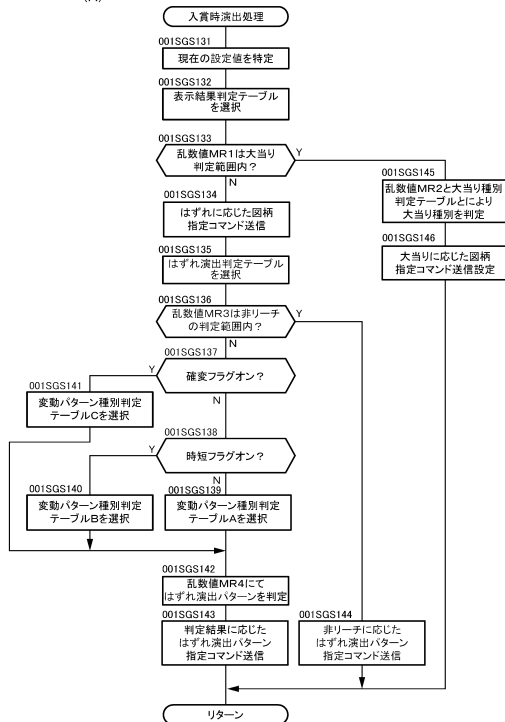 入賞時演出処理
001SGS131
現在の設定値を特定
001SGS132
表示結果判定テーブル
を選択
001SGS133
乱数値MR1は大当り
判定範囲内？
Y
N
001SGS134
はずれに応じた図柄
指定コマンド送信
001SGS135
はずれ演出判定テーブル
を選択
001SGS136
乱数値MR3は非リーチ
の判定範囲内？
Y
N
001SGS137
確変フラグオン？
Y
N
001SGS141
変動パターン種別判定
テーブルCを選択
001SGS138
時短フラグオン？
Y
N
001SGS140
変動パターン種別判定
テーブルBを選択
001SGS139
変動パターン種別判定
テーブルAを選択
001SGS142
乱数値MR4にて
はずれ演出パターンを判定
001SGS143
判定結果に応じた
はずれ演出パターン
指定コマンド送信
001SGS144
非リーチに応じた
はずれ演出パターン
指定コマンド送信
001SGS145
乱数値MR2と大当り種別
判定テーブルとにより
大当り種別を判定
001SGS146
大当りに応じた図柄
指定コマンド送信設定
リターン